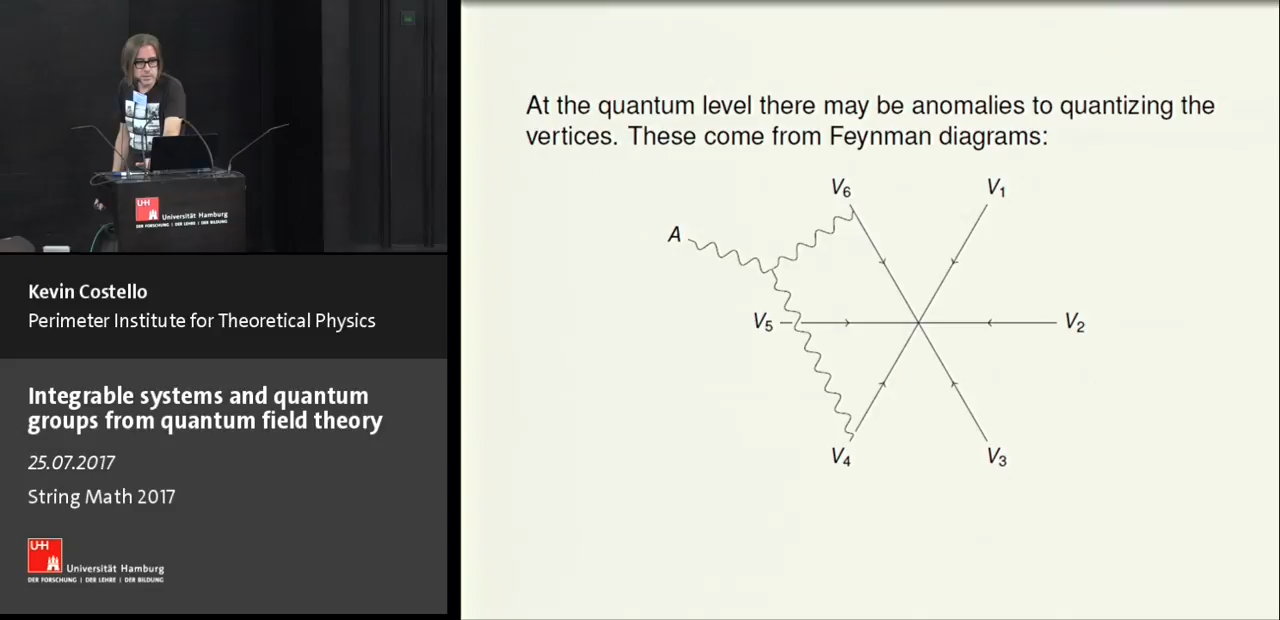 UH
Universität Hamburg
DER FORSCHUNG | DER LEHRE | DER BILDUNG
Kevin Costello
Perimeter Institute for Theoretical Physics
Integrable systems and quantum
groups from quantum field theory
25.07.2017
String Math 2017
UH
Universität Hamburg
DER FORSCHUNG | DER LEHRE | DER BILDUNG
At the quantum level there may be anomalies to quantizing the
vertices. These come from Feynman diagrams:
V₆
V₁
A
V₅
V₂
V₄
V₃